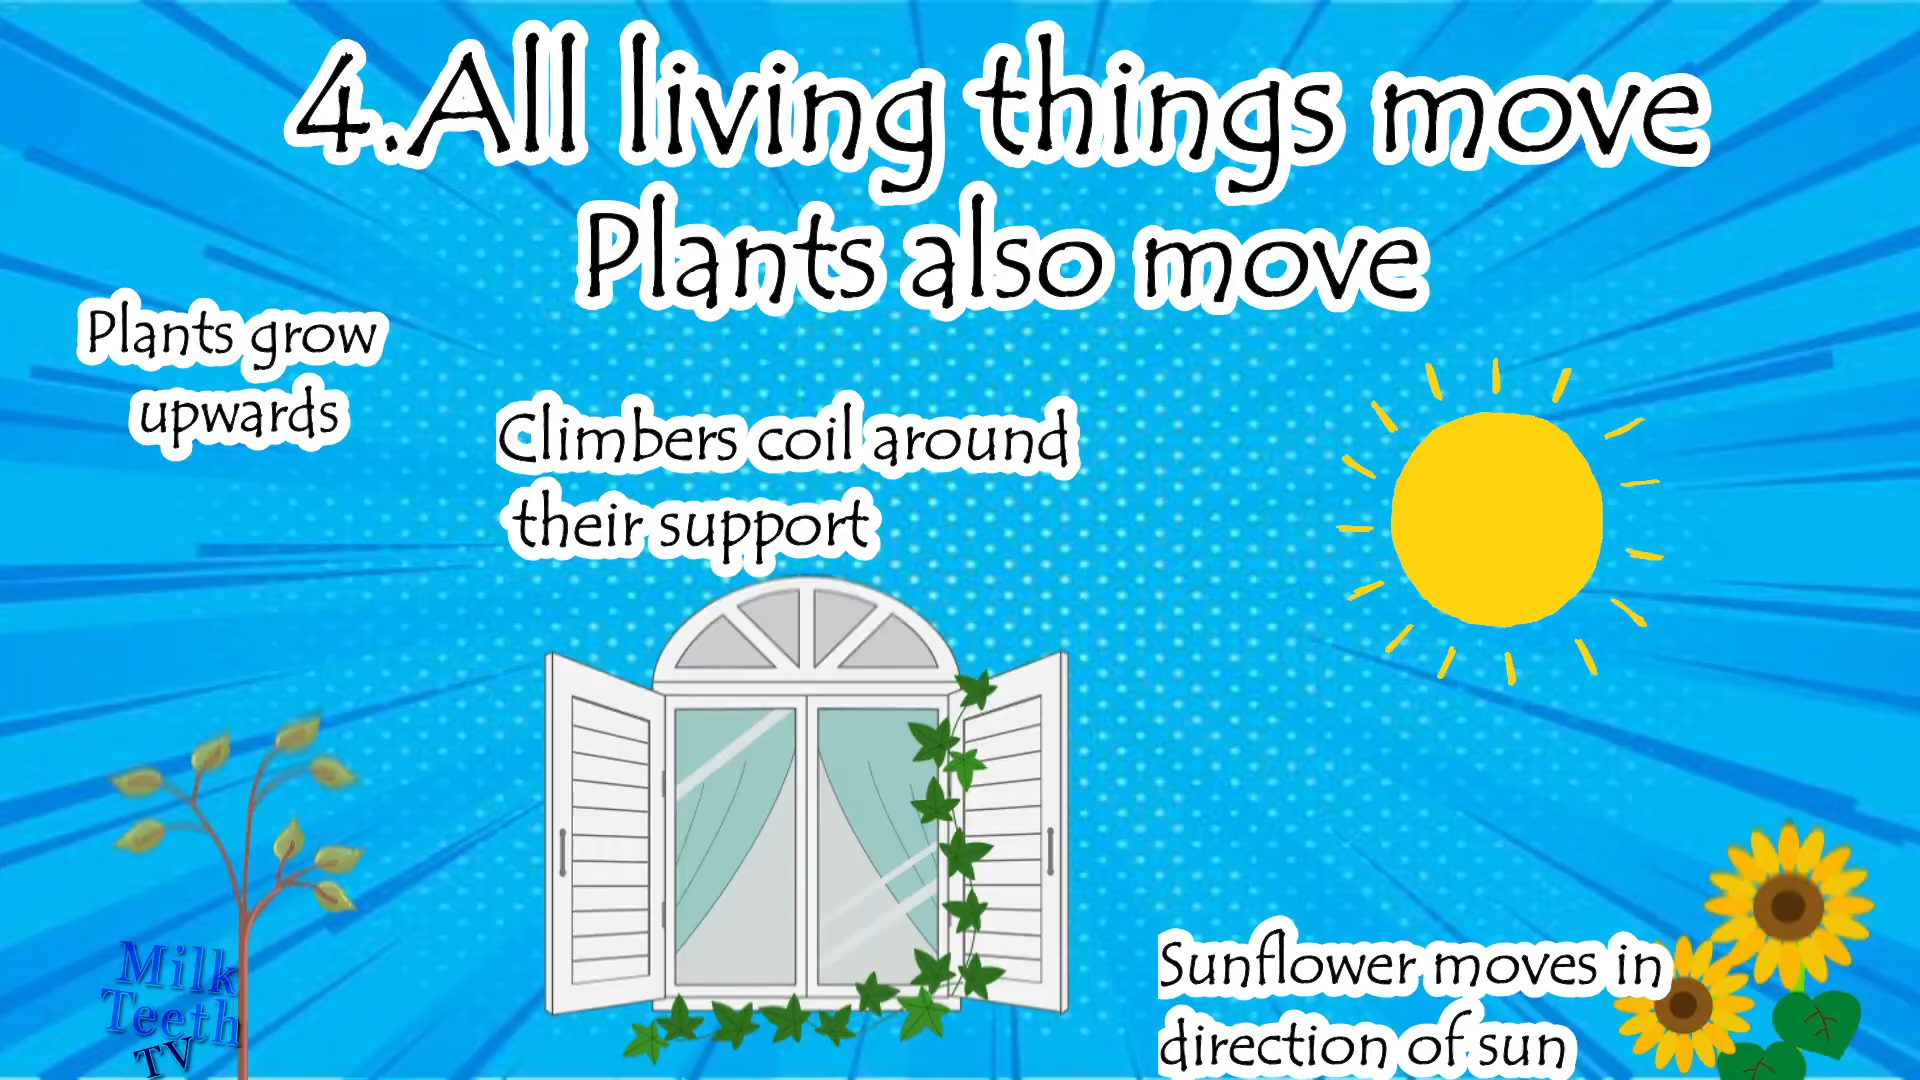 4.All living things move
Plants also move
Plants grow
upwards
Climbers coil around
their support
Sunflower moves in
direction of sun
Milk
Teeth
TV